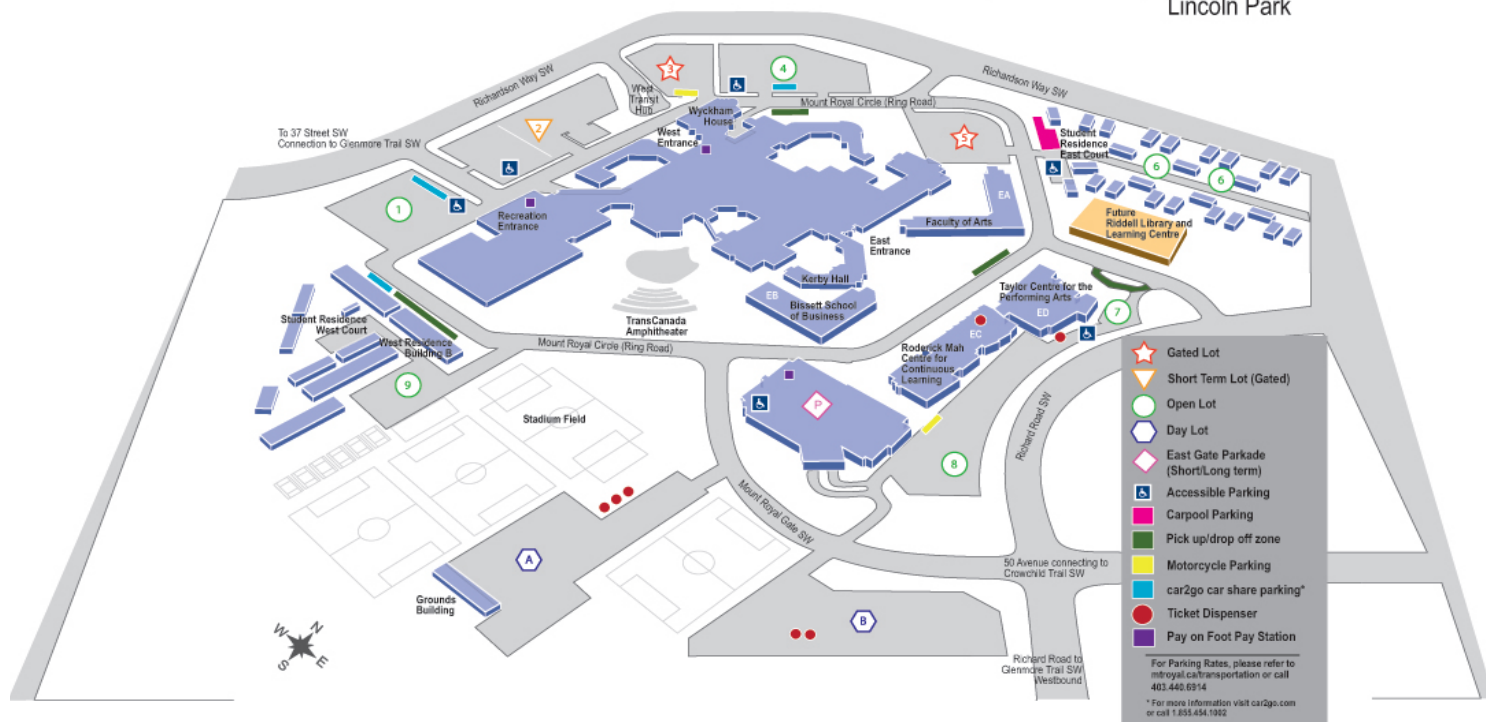 Lincoln Park
Richardson Way SW
Richardson Way SW
3
4
West
Transit
Hub
Wyckham
House
Mount Royal Circle (Ring Road)
To 37 Street SW
Connection to Glenmore Trail SW
2
West
Entrance
5
Student
Residence
East Court
6
6
1
Recreation
Entrance
EA
Faculty of Arts
Future
Riddell Library and
Learning Centre
East
Entrance
Kerby Hall
EB
Bissett School
of Business
Taylor Centre for the
Performing Arts
ED
7
EC
Roderick Mah
Centre for
Continuous
Learning
TransCanada
Amphitheater
Student Residence
West Court
West Residence
Building B
Mount Royal Circle (Ring Road)
9
Stadium Field
P
8
Richard Road SW
Mount Royal Gate SW
A
Grounds
Building
B
50 Avenue connecting to
Crowchild Trail SW
Richard Road to
Glenmore Trail SW
Westbound
N
W
E
S
Gated Lot
Short Term Lot (Gated)
Open Lot
Day Lot
East Gate Parkade
(Short/Long term)
Accessible Parking
Carpool Parking
Pick up/drop off zone
Motorcycle Parking
car2go car share parking*
Ticket Dispenser
Pay on Foot Pay Station
For Parking Rates, please refer to
mtroyal.ca/transportation or call
403.440.6914
* For more information visit car2go.com
or call 1.855.454.1002